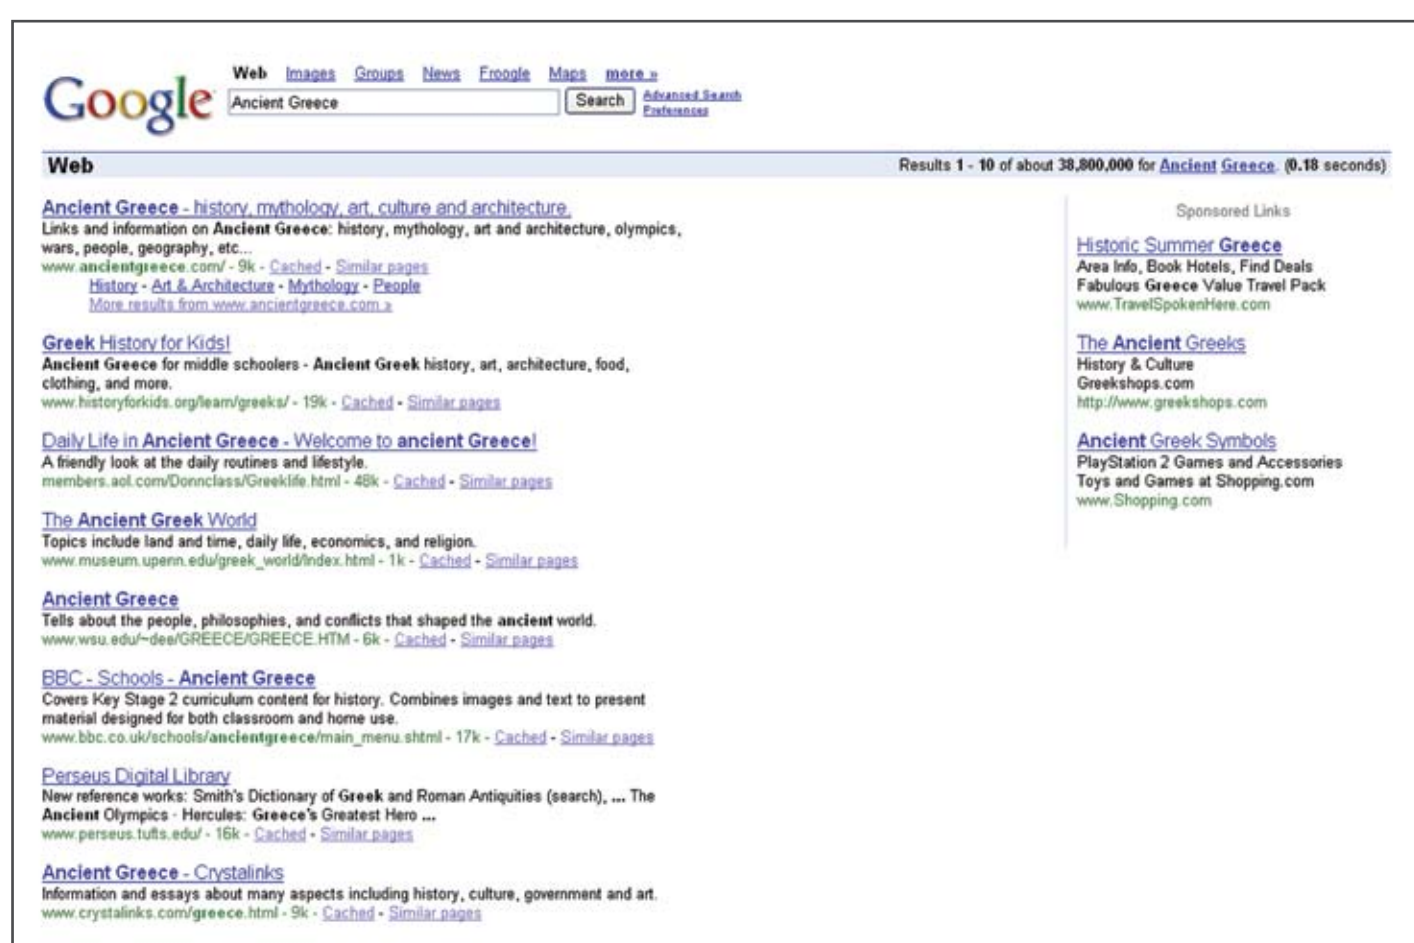 Google
Web Images Groups News Froogle Maps more »
Ancient Greece Search Advanced Search
Preferences
Web Results 1 - 10 of about 38,800,000 for Ancient Greece. (0.18 seconds)
Ancient Greece - history, mythology, art, culture and architecture.
Links and information on Ancient Greece: history, mythology, art and architecture, olympics,
wars, people, geography, etc...
www.ancientgreece.com/ - 9k - Cached - Similar pages
History - Art & Architecture - Mythology - People
More results from www.ancientgreece.com »
Greek History for Kids!
Ancient Greece for middle schoolers - Ancient Greek history, art, architecture, food,
clothing, and more.
www.historyforkids.org/learn/greeks/ - 19k - Cached - Similar pages
Daily Life in Ancient Greece - Welcome to ancient Greece!
A friendly look at the daily routines and lifestyle.
members.aol.com/Donnclass/Greeklife.html - 48k - Cached - Similar pages
The Ancient Greek World
Topics include land and time, daily life, economics, and religion.
www.museum.upenn.edu/greek_world/Index.html - 1k - Cached - Similar pages
Ancient Greece
Tells about the people, philosophies, and conflicts that shaped the ancient world.
www.wsu.edu/~dee/GREECE/GREECE.HTM - 6k - Cached - Similar pages
BBC - Schools - Ancient Greece
Covers Key Stage 2 curriculum content for history. Combines images and text to present
material designed for both classroom and home use.
www.bbc.co.uk/schools/ancientgreece/main_menu.shtml - 17k - Cached - Similar pages
Perseus Digital Library
New reference works: Smith's Dictionary of Greek and Roman Antiquities (search), ... The
Ancient Olympics · Hercules: Greece's Greatest Hero ...
www.perseus.tufts.edu/ - 16k - Cached - Similar pages
Ancient Greece - Crystalinks
Information and essays about many aspects including history, culture, government and art.
www.crystalinks.com/greece.html - 9k - Cached - Similar pages
Sponsored Links
Historic Summer Greece
Area Info, Book Hotels, Find Deals
Fabulous Greece Value Travel Pack
www.TravelSpokenHere.com
The Ancient Greeks
History & Culture
Greekshops.com
http://www.greekshops.com
Ancient Greek Symbols
PlayStation 2 Games and Accessories
Toys and Games at Shopping.com
www.Shopping.com